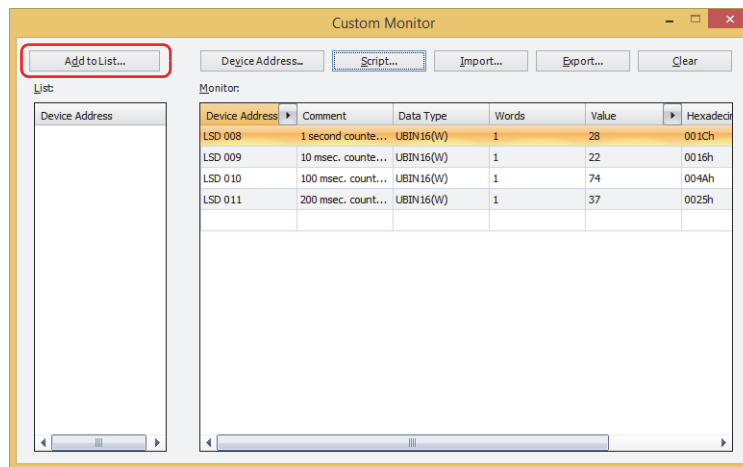 Custom Monitor
Add to List...
Device Address...
Script...
Import...
Export...
Clear
List:
Monitor:
Device Address
Device Address Comment Data Type Words Value Hexadecin
LSD 008 1 second counte... UBIN16(W) 1 28 001Ch
LSD 009 10 msec. counte... UBIN16(W) 1 22 0016h
LSD 010 100 msec. count... UBIN16(W) 1 74 004Ah
LSD 011 200 msec. count... UBIN16(W) 1 37 0025h